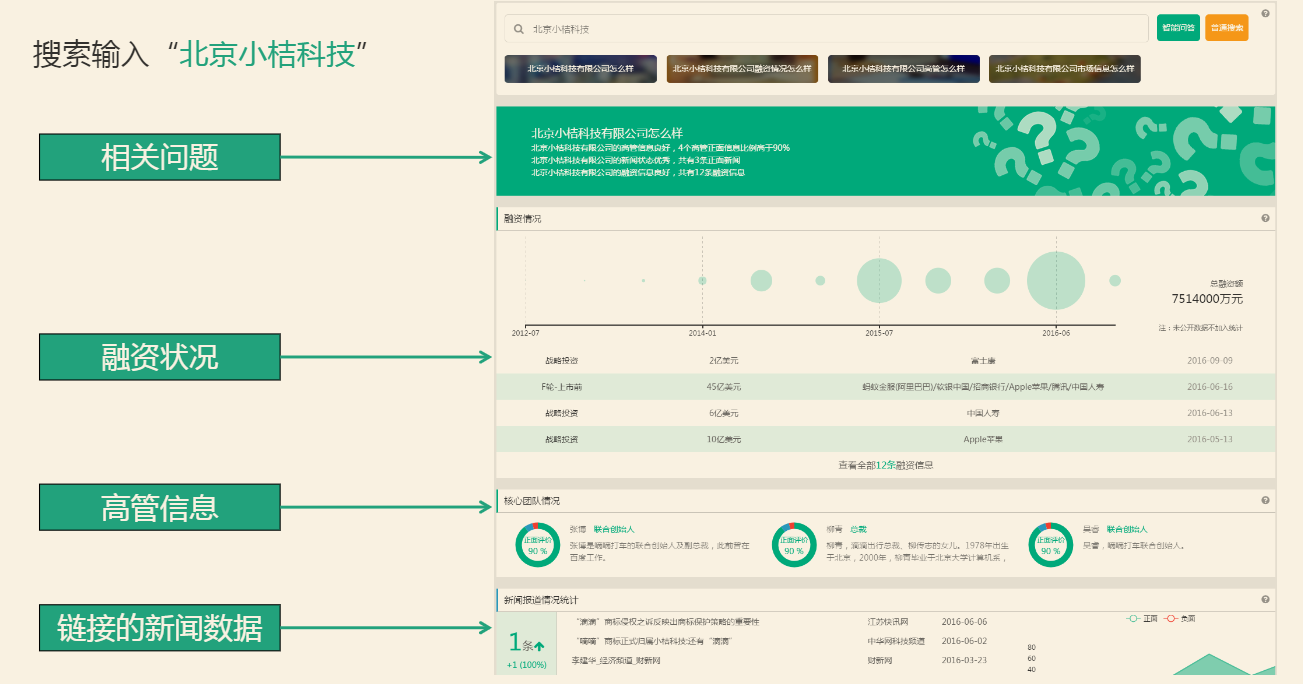 搜索输入“北京小桔科技”
相关问题
融资状况
高管信息
链接的新闻数据
北京小桔科技
智能问答
普通搜索
北京小桔科技有限公司怎么样
北京小桔科技有限公司融资情况怎么样
北京小桔科技有限公司高管怎么样
北京小桔科技有限公司市场信息怎么样
北京小桔科技有限公司怎么样
北京小桔科技有限公司的高管信息良好，4个高管正面信息比例高于90%
北京小桔科技有限公司的新闻状态优秀，共有3条正面新闻
北京小桔科技有限公司的融资信息良好，共有12条融资信息
融资情况
总融资额
7514000万元
注：未公开数据不加入统计
2012-07 2014-01 2015-07 2016-06
战略投资 2亿美元 富士康 2016-09-09
F轮-上市前 45亿美元 蚂蚁金服(阿里巴巴)/软银中国/招商银行/Apple苹果/腾讯/中国人寿 2016-06-16
战略投资 6亿美元 中国人寿 2016-06-13
战略投资 10亿美元 Apple苹果 2016-05-13
查看全部12条融资信息
核心团队情况
正面评价
90 %
张博 联合创始人
张博是嘀嘀打车的联合创始人及副总裁，此前曾在
百度工作。
正面评价
90 %
柳青 总裁
柳青，滴滴出行总裁、柳传志的女儿。1978年出生
于北京，2000年，柳青毕业于北京大学计算机系，
正面评价
90 %
吴睿 联合创始人
吴睿，嘀嘀打车联合创始人。
新闻报道情况统计
1条
+1 (100%)
“滴滴”商标侵权之诉反映出商标保护策略的重要性 江苏快讯网 2016-06-06
“嘀嘀”商标正式归属小桔科技:还有“滴滴” 中华网科技频道 2016-06-02
李建华_经济频道_财新网 财新网 2016-03-23
正面 负面
80
60
40